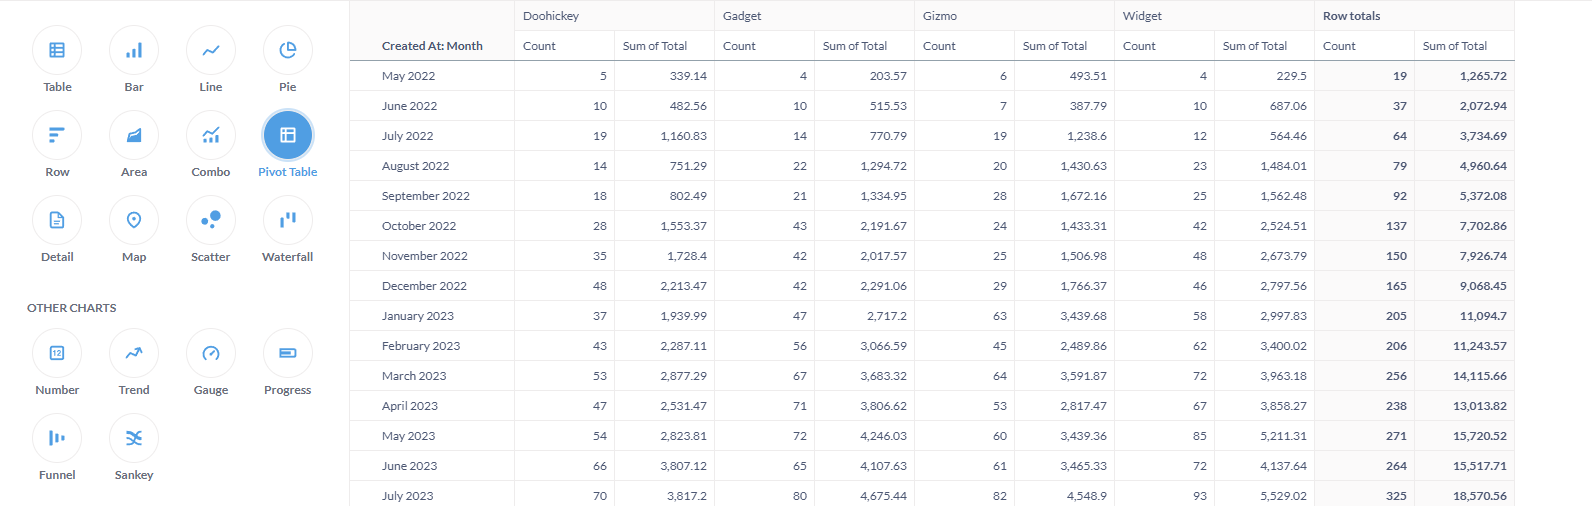 Table Bar Line Pie
Row Area Combo Pivot Table
Detail Map Scatter Waterfall
OTHER CHARTS
12
Number Trend Gauge Progress
Funnel Sankey
Doohickey Gadget Gizmo Widget Row totals
Created At: Month Count Sum of Total Count Sum of Total Count Sum of Total Count Sum of Total Count Sum of Total
May 2022 5 339.14 4 203.57 6 493.51 4 229.5 19 1,265.72
June 2022 10 482.56 10 515.53 7 387.79 10 687.06 37 2,072.94
July 2022 19 1,160.83 14 770.79 19 1,238.6 12 564.46 64 3,734.69
August 2022 14 751.29 22 1,294.72 20 1,430.63 23 1,484.01 79 4,960.64
September 2022 18 802.49 21 1,334.95 28 1,672.16 25 1,562.48 92 5,372.08
October 2022 28 1,553.37 43 2,191.67 24 1,433.31 42 2,524.51 137 7,702.86
November 2022 35 1,728.4 42 2,017.57 25 1,506.98 48 2,673.79 150 7,926.74
December 2022 48 2,213.47 42 2,291.06 29 1,766.37 46 2,797.56 165 9,068.45
January 2023 37 1,939.99 47 2,717.2 63 3,439.68 58 2,997.83 205 11,094.7
February 2023 43 2,287.11 56 3,066.59 45 2,489.86 62 3,400.02 206 11,243.57
March 2023 53 2,877.29 67 3,683.32 64 3,591.87 72 3,963.18 256 14,115.66
April 2023 47 2,531.47 71 3,806.62 53 2,817.47 67 3,858.27 238 13,013.82
May 2023 54 2,823.81 72 4,246.03 60 3,439.36 85 5,211.31 271 15,720.52
June 2023 66 3,807.12 65 4,107.63 61 3,465.33 72 4,137.64 264 15,517.71
July 2023 70 3,817.2 80 4,675.44 82 4,548.9 93 5,529.02 325 18,570.56